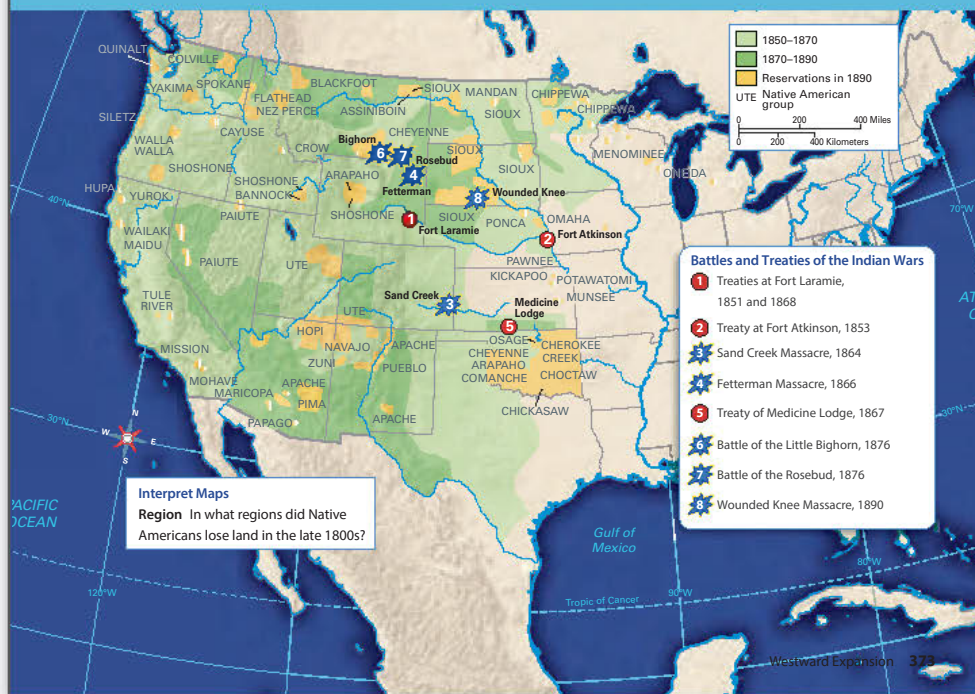 1850–1870
1870–1890
Reservations in 1890
UTE Native American
group
0 200 400 Miles
0 200 400 Kilometers
QUINALT
COLVILLE
YAKIMA
SPOKANE
FLATHEAD
NEZ PERCE
BLACKFOOT
ASSINIBOIN
SIOUX
MANDAN
CHIPPEWA
CHIPPEWA
SIOUX
SILETZ
WALLA
WALLA
CAYUSE
CROW
Bighorn
CHEYENNE
6
7
Rosebud
4
Fetterman
SIOUX
SIOUX
MENOMINEE
ONEIDA
SHOSHONE
SHOSHONE
BANNOCK
ARAPAHO
8
Wounded Knee
HUPA
YUROK
40°N
70°W
PAIUTE
SHOSHONE
1
Fort Laramie
SIOUX
PONCA
OMAHA
2
Fort Atkinson
WAILAKI
MAIDU
PAIUTE
UTE
PAWNEE
KICKAPOO
POTAWATOMI
MUNSEE
Sand Creek
3
Medicine
Lodge
5
TULE
RIVER
UTE
HOPI
NAVAJO
ZUNI
APACHE
PUEBLO
OSAGE
CHEYENNE
ARAPAHO
COMANCHE
CHEROKEE
CREEK
CHOCTAW
CHICKASAW
MISSION
MOHAVE
MARICOPA
APACHE
PIMA
PAPAGO
APACHE
30°N
30°N
N
W E
S
Battles and Treaties of the Indian Wars
1 Treaties at Fort Laramie,
1851 and 1868
2 Treaty at Fort Atkinson, 1853
3 Sand Creek Massacre, 1864
4 Fetterman Massacre, 1866
5 Treaty of Medicine Lodge, 1867
6 Battle of the Little Bighorn, 1876
7 Battle of the Rosebud, 1876
8 Wounded Knee Massacre, 1890
Interpret Maps
Region In what regions did Native
Americans lose land in the late 1800s?
PACIFIC
OCEAN
Gulf of
Mexico
120°W
90°W
80°W
Tropic of Cancer
Westward Expansion 373